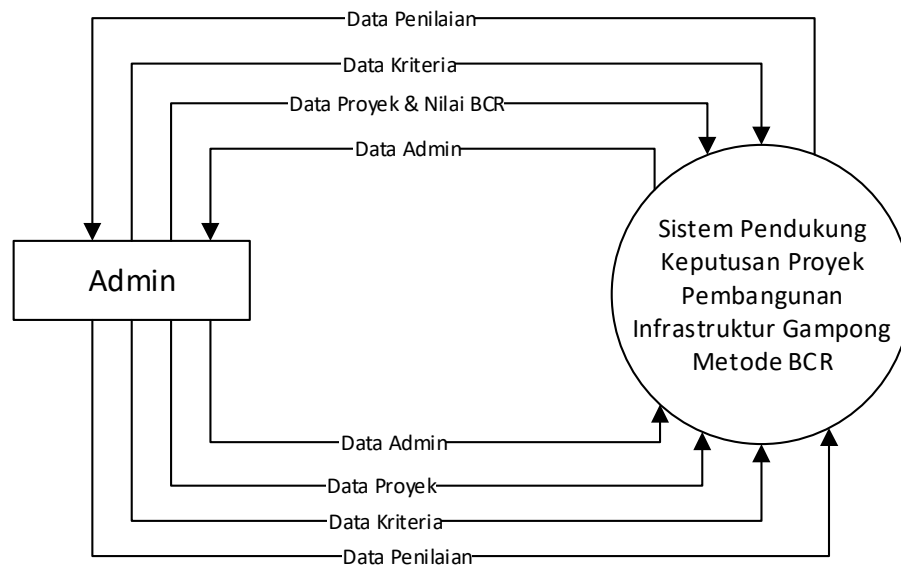 Data Penilaian
Data Kriteria
Data Proyek & Nilai BCR
Data Admin
Admin
Sistem Pendukung
Keputusan Proyek
Pembangunan
Infrastruktur Gampong
Metode BCR
Data Admin
Data Proyek
Data Kriteria
Data Penilaian